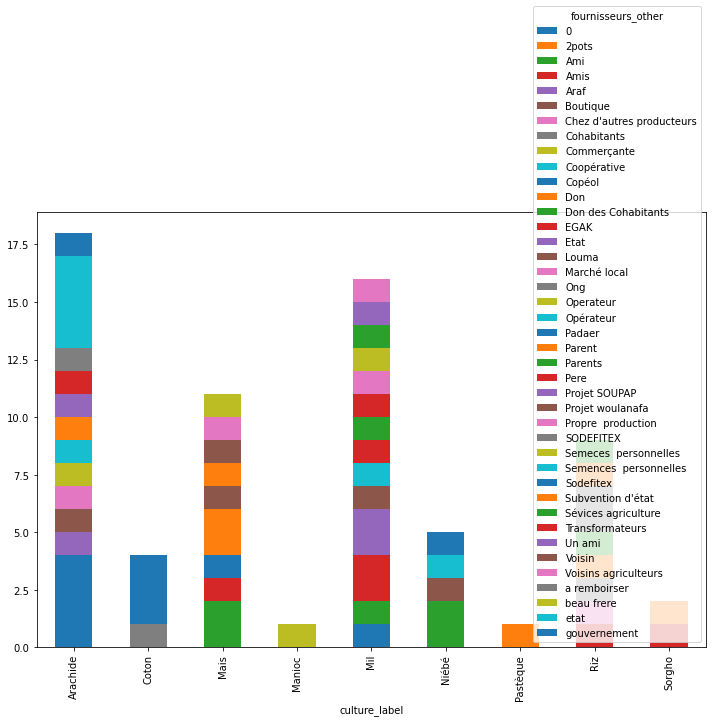 fournisseurs_other
0
2pots
Ami
Amis
Araf
Boutique
Chez d'autres producteurs
Cohabitants
Commerçante
Coopérative
Copéol
Don
Don des Cohabitants
EGAK
Etat
Louma
Marché local
Ong
Operateur
Opérateur
Padaer
Parent
Parents
Pere
Projet SOUPAP
Projet woulanafa
Propre  production
SODEFITEX
Semeces  personnelles
Semences  personnelles
Sodefitex
Subvention d'état
Sévices agriculture
Transformateurs
Un ami
Voisin
Voisins agriculteurs
a remboirser
beau frere
etat
gouvernement
17.5
15.0
12.5
10.0
7.5
5.0
2.5
0.0
Arachide
Coton
Mais
Manioc
Mil
Niébé
Pastèque
Riz
Sorgho
culture_label